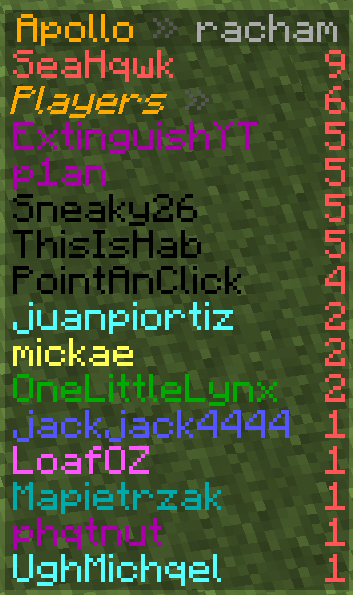 Apollo » racham
SeaHqwk 9
Players » 6
ExtinguishYT 5
p1an 5
Sneaky26 5
ThisIsHab 5
PointAnClick 4
juanpiortiz 2
mickae 2
OneLittleLynx 2
jackjack4444 1
LoafOZ 1
Mapietrzak 1
phqtnut 1
UghMichqel 1